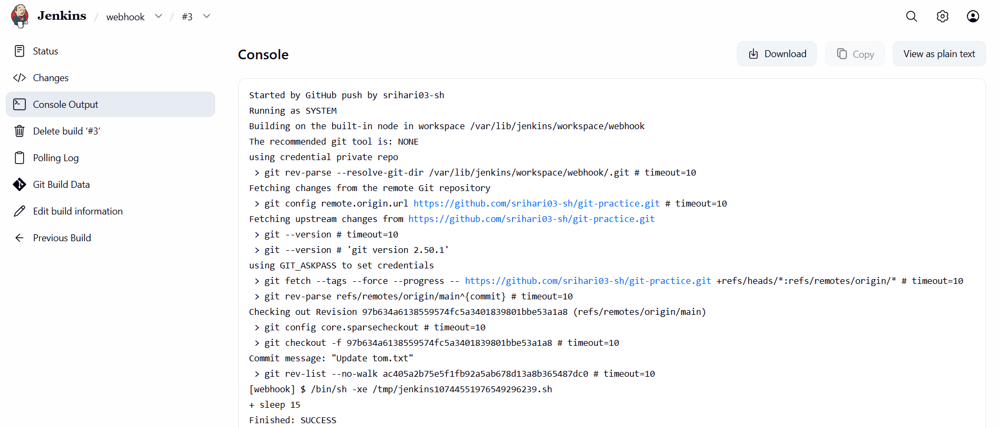 Jenkins / webhook / #3
Status
Changes
Console Output
Delete build ‘#3’
Polling Log
Git Build Data
Edit build information
Previous Build
Console
Download
Copy
View as plain text
Started by GitHub push by srihari03-sh
Running as SYSTEM
Building on the built-in node in workspace /var/lib/jenkins/workspace/webhook
The recommended git tool is: NONE
using credential private repo
> git rev-parse --resolve-git-dir /var/lib/jenkins/workspace/webhook/.git # timeout=10
Fetching changes from the remote Git repository
> git config remote.origin.url https://github.com/srihari03-sh/git-practice.git # timeout=10
Fetching upstream changes from https://github.com/srihari03-sh/git-practice.git
> git --version # timeout=10
> git --version # 'git version 2.50.1'
using GIT_ASKPASS to set credentials
> git fetch --tags --force --progress -- https://github.com/srihari03-sh/git-practice.git +refs/heads/*:refs/remotes/origin/* # timeout=10
> git rev-parse refs/remotes/origin/main^{commit} # timeout=10
Checking out Revision 97b634a6138559574fc5a3401839801bbe53a1a8 (refs/remotes/origin/main)
> git config core.sparsecheckout # timeout=10
> git checkout -f 97b634a6138559574fc5a3401839801bbe53a1a8 # timeout=10
Commit message: "Update tom.txt"
> git rev-list --no-walk ac405a2b75e5f1fb92a5ab678d13a8b365487dc0 # timeout=10
[webhook] $ /bin/sh -xe /tmp/jenkins10744551976549296239.sh
+ sleep 15
Finished: SUCCESS